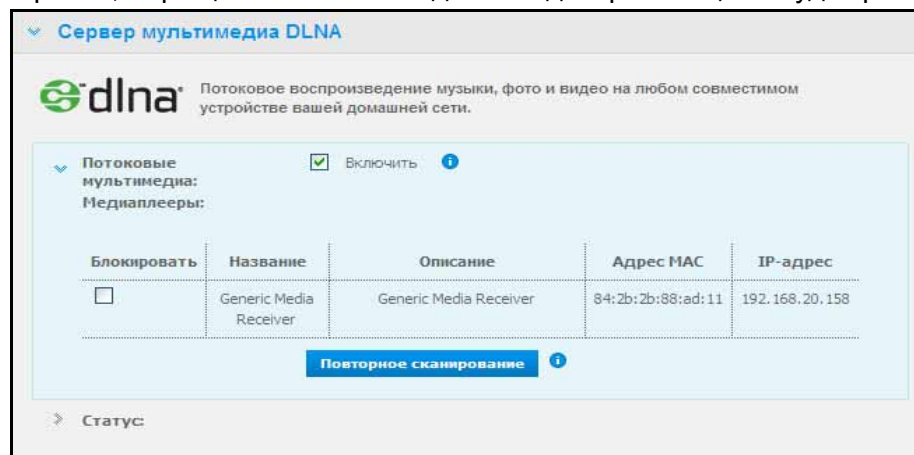 Сервер мультимедиа DLNA
dlna
Потоковое воспроизведение музыки, фото и видео на любом совместимом
устройстве вашей домашней сети.
Потоковые
мультимедиа:
Включить
Медиаплееры:
Блокировать Название Описание Адрес MAC IP-адрес
Generic Media
Receiver
Generic Media Receiver 84:2b:2b:88:ad:11 192.168.20.158
Повторное сканирование
Статус: